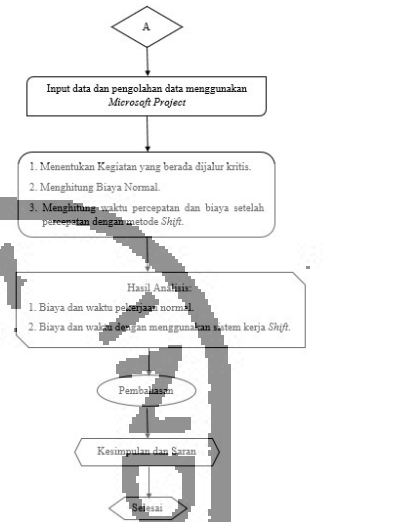 A
Input data dan pengolahan data menggunakan
Microsoft Project
1. Menentukan Kegiatan yang berada dijalur kritis.
2. Menghitung Biaya Normal.
3. Menghitung waktu percepatan dan biaya setelah
percepatan dengan metode Shift.
Hasil Analisis:
1. Biaya dan waktu pekerjaan normal.
2. Biaya dan waktu dengan menggunakan sistem kerja Shift.
Pembahasan
Kesimpulan dan Saran
Selesai